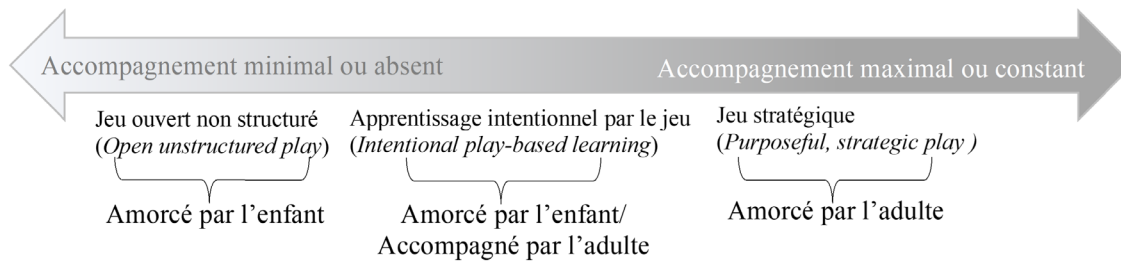 Accompagnement minimal ou absent
Accompagnement maximal ou constant
Jeu ouvert non structuré
(Open unstructured play)
Amorcé par l'enfant
Apprentissage intentionnel par le jeu
(Intentional play-based learning)
Amorcé par l'enfant/
Accompagné par l'adulte
Jeu stratégique
(Purposeful, strategic play )
Amorcé par l'adulte